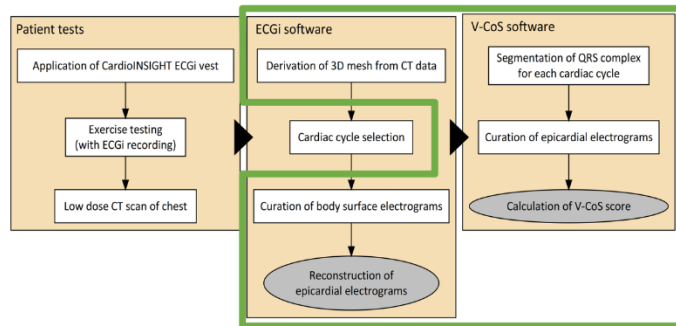 Patient tests
Application of CardioINSIGHT ECGi vest
Exercise testing
(with ECGi recording)
Low dose CT scan of chest
ECGi software
Derivation of 3D mesh from CT data
Cardiac cycle selection
Curation of body surface electrograms
Reconstruction of
epicardial electrograms
V-CoS software
Segmentation of QRS complex
for each cardiac cycle
Curation of epicardial electrograms
Calculation of V-CoS score